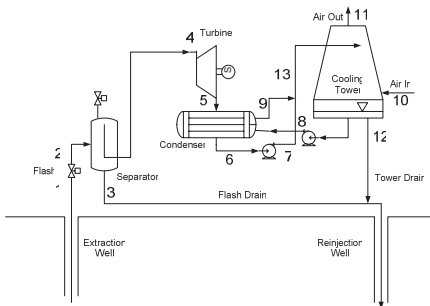 Air Out
11
4
Turbine
13
Cooling
Tower
Air Ir
10
5
9
8
Condenser
6
7
12
2
Flash
Separator
3
Flash Drain
Tower Drain
Extraction
Well
Reinjection
Well